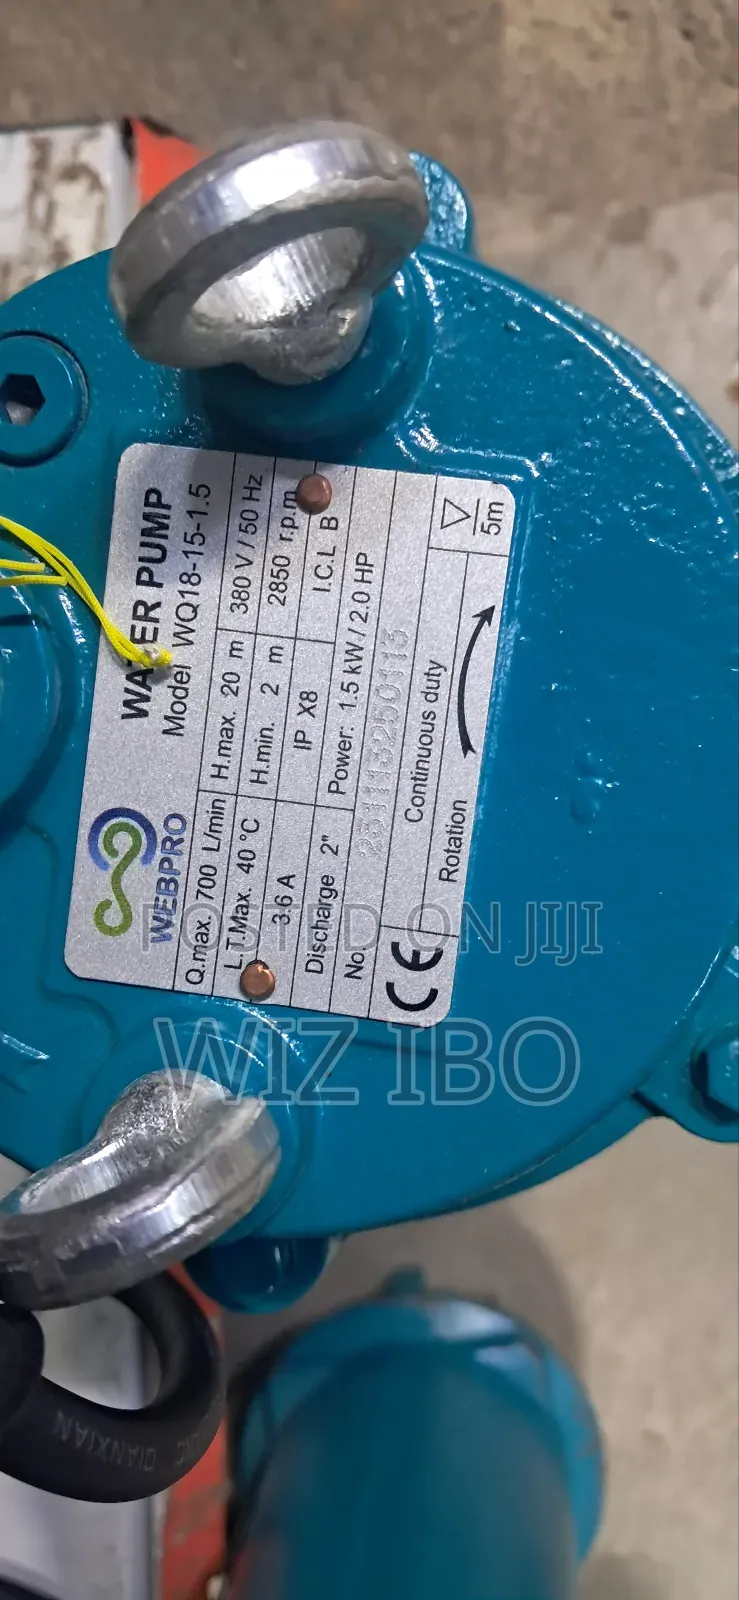 WATER PUMP
Model WQ18-15-1.5
WEBPRO
Q.max. 700 L/min H.max. 20 m 380 V / 50 Hz
L.T.Max. 40 °C H.min. 2 m 2850 r.p.m
3.6 A IP X8 I.C.L B
Discharge 2" Power: 1.5 kW / 2.0 HP
No.
CE Continuous duty
Rotation 5m
POSTED ON JIJI
WIZ IBO
QIANXIAN